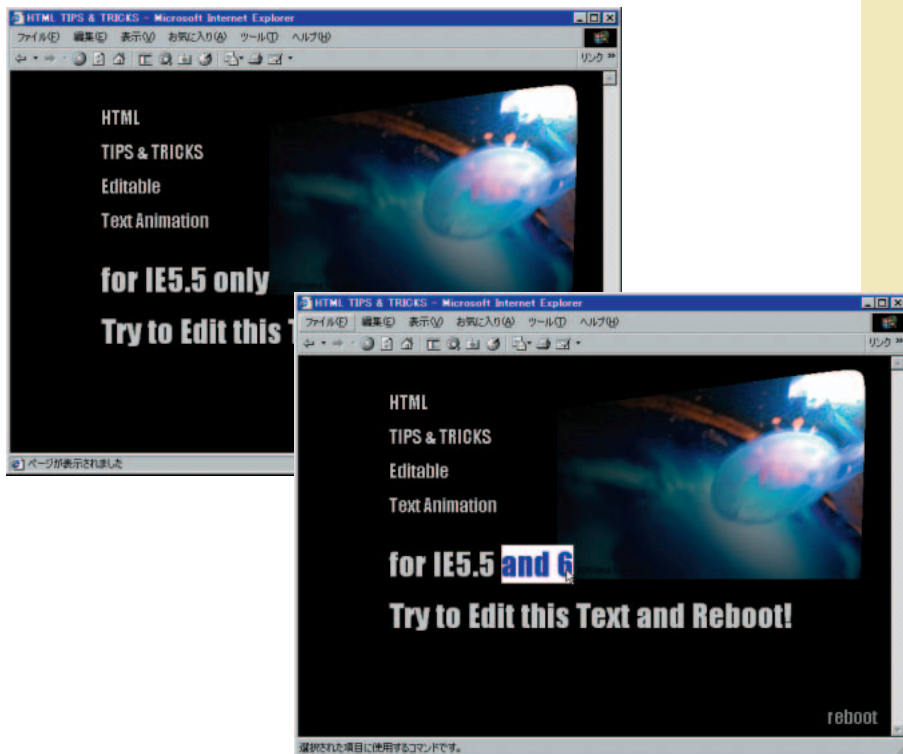 HTML TIPS & TRICKS - Microsoft Internet Explorer
ファイル(F) 編集(E) 表示(V) お気に入り(A) ツール(T) ヘルプ(H)
リンク »
HTML
TIPS & TRICKS
Editable
Text Animation
for IE5.5 only
Try to Edit this T
ページが表示されました
HTML TIPS & TRICKS - Microsoft Internet Explorer
ファイル(F) 編集(E) 表示(V) お気に入り(A) ツール(T) ヘルプ(H)
リンク »
HTML
TIPS & TRICKS
Editable
Text Animation
for IE5.5 and 6
Try to Edit this Text and Reboot!
reboot
選択された項目に使用するコマンドです。